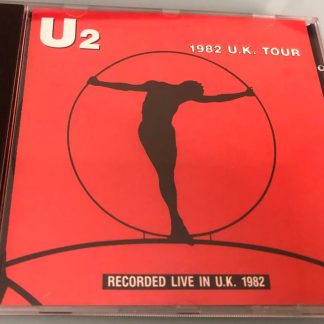 U2
1982 U.K. TOUR
RECORDED LIVE IN U.K. 1982